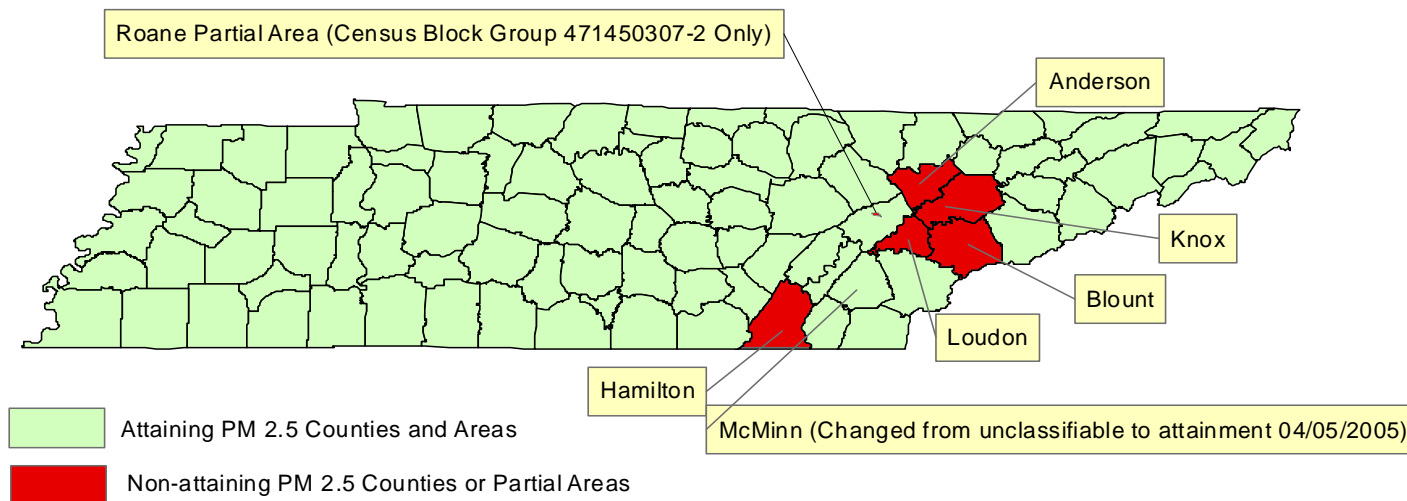 Roane Partial Area (Census Block Group 471450307-2 Only)
Anderson
Knox
Blount
Loudon
Hamilton
McMinn (Changed from unclassifiable to attainment 04/05/2005)
Attaining PM 2.5 Counties and Areas
Non-attaining PM 2.5 Counties or Partial Areas